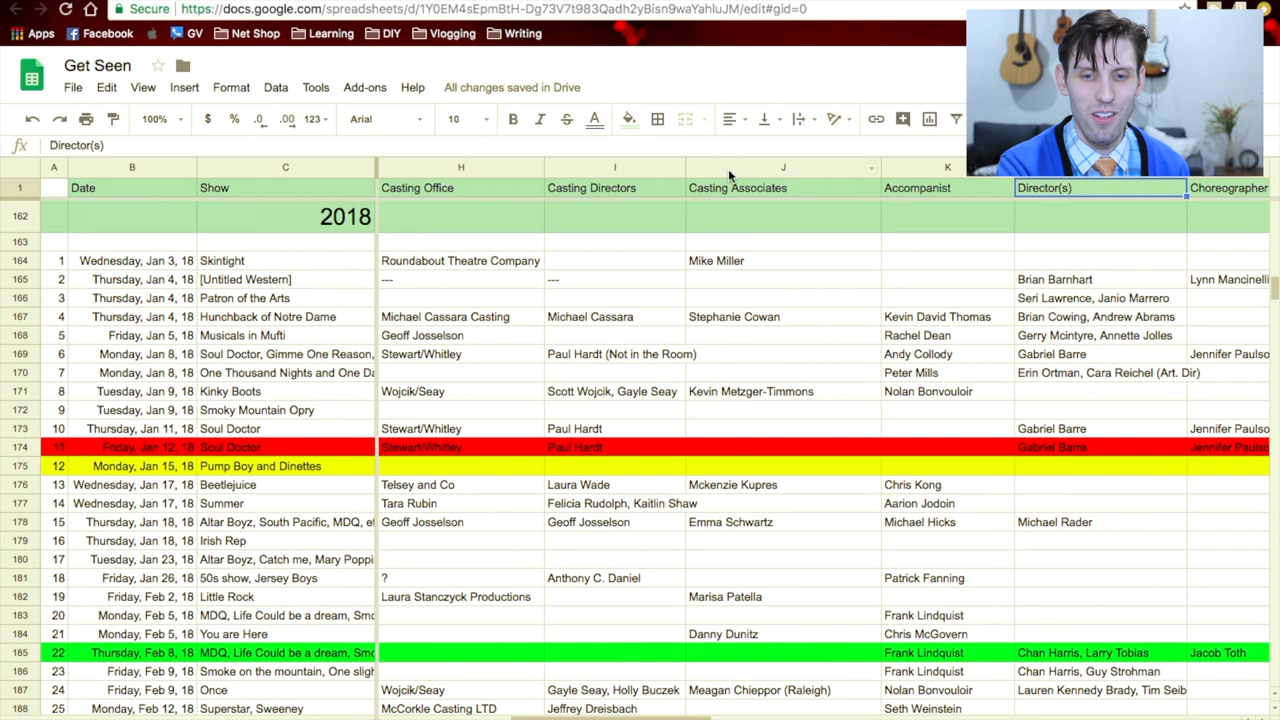 Secure https://docs.google.com/spreadsheets/d/1Y0EM4sEpmBtH-Dg73V7t983Qadh2yBisn9waYahluJM/edit#gid=0
Apps Facebook GV Net Shop Learning DIY Vlogging Writing
Get Seen
File Edit View Insert Format Data Tools Add-ons Help All changes saved in Drive
100% $ % .0 .00 123 Arial 10 B I S A
fx Director(s)
A B C H I J K
1 Date Show Casting Office Casting Directors Casting Associates Accompanist Director(s) Choreographer
162 2018
163
164 1 Wednesday, Jan 3, 18 Skintight Roundabout Theatre Company Mike Miller
165 2 Thursday, Jan 4, 18 [Untitled Western] --- --- Brian Barnhart Lynn Mancinelli
166 3 Thursday, Jan 4, 18 Patron of the Arts Seri Lawrence, Janio Marrero
167 4 Thursday, Jan 4, 18 Hunchback of Notre Dame Michael Cassara Casting Michael Cassara Stephanie Cowan Kevin David Thomas Brian Cowing, Andrew Abrams
168 5 Friday, Jan 5, 18 Musicals in Mufti Geoff Josselson Rachel Dean Gerry Mcintyre, Annette Jolles
169 6 Monday, Jan 8, 18 Soul Doctor, Gimme One Reason, Stewart/Whitley Paul Hardt (Not in the Room) Andy Collody Gabriel Barre Jennifer Paulso
170 7 Monday, Jan 8, 18 One Thousand Nights and One Da Peter Mills Erin Ortman, Cara Reichel (Art. Dir)
171 8 Tuesday, Jan 9, 18 Kinky Boots Wojcik/Seay Scott Wojcik, Gayle Seay Kevin Metzger-Timmons Nolan Bonvouloir
172 9 Tuesday, Jan 9, 18 Smoky Mountain Opry
173 10 Thursday, Jan 11, 18 Soul Doctor Stewart/Whitley Paul Hardt Gabriel Barre Jennifer Paulso
174 11 Friday, Jan 12, 18 Soul Doctor Stewart/Whitley Paul Hardt Gabriel Barre Jennifer Paulso
175 12 Monday, Jan 15, 18 Pump Boy and Dinettes
176 13 Wednesday, Jan 17, 18 Beetlejuice Telsey and Co Laura Wade Mckenzie Kupres Chris Kong
177 14 Wednesday, Jan 17, 18 Summer Tara Rubin Felicia Rudolph, Kaitlin Shaw Aarion Jodoin
178 15 Thursday, Jan 18, 18 Altar Boyz, South Pacific, MDQ, et Geoff Josselson Geoff Josselson Emma Schwartz Michael Hicks Michael Rader
179 16 Thursday, Jan 18, 18 Irish Rep
180 17 Tuesday, Jan 23, 18 Altar Boyz, Catch me, Mary Poppi
181 18 Friday, Jan 26, 18 50s show, Jersey Boys ? Anthony C. Daniel Patrick Fanning
182 19 Friday, Feb 2, 18 Little Rock Laura Stanczyck Productions Marisa Patella
183 20 Monday, Feb 5, 18 MDQ, Life Could be a dream, Smo Frank Lindquist
184 21 Monday, Feb 5, 18 You are Here Danny Dunitz Chris McGovern
185 22 Thursday, Feb 8, 18 MDQ, Life Could be a dream, Smo Frank Lindquist Chan Harris, Larry Tobias Jacob Toth
186 23 Friday, Feb 9, 18 Smoke on the mountain, One sligh Frank Lindquist Chan Harris, Guy Strohman
187 24 Friday, Feb 9, 18 Once Wojcik/Seay Gayle Seay, Holly Buczek Meagan Chieppor (Raleigh) Nolan Bonvouloir Lauren Kennedy Brady, Tim Seib
188 25 Monday, Feb 12, 18 Superstar, Sweeney McCorkle Casting LTD Jeffrey Dreisbach Seth Weinstein